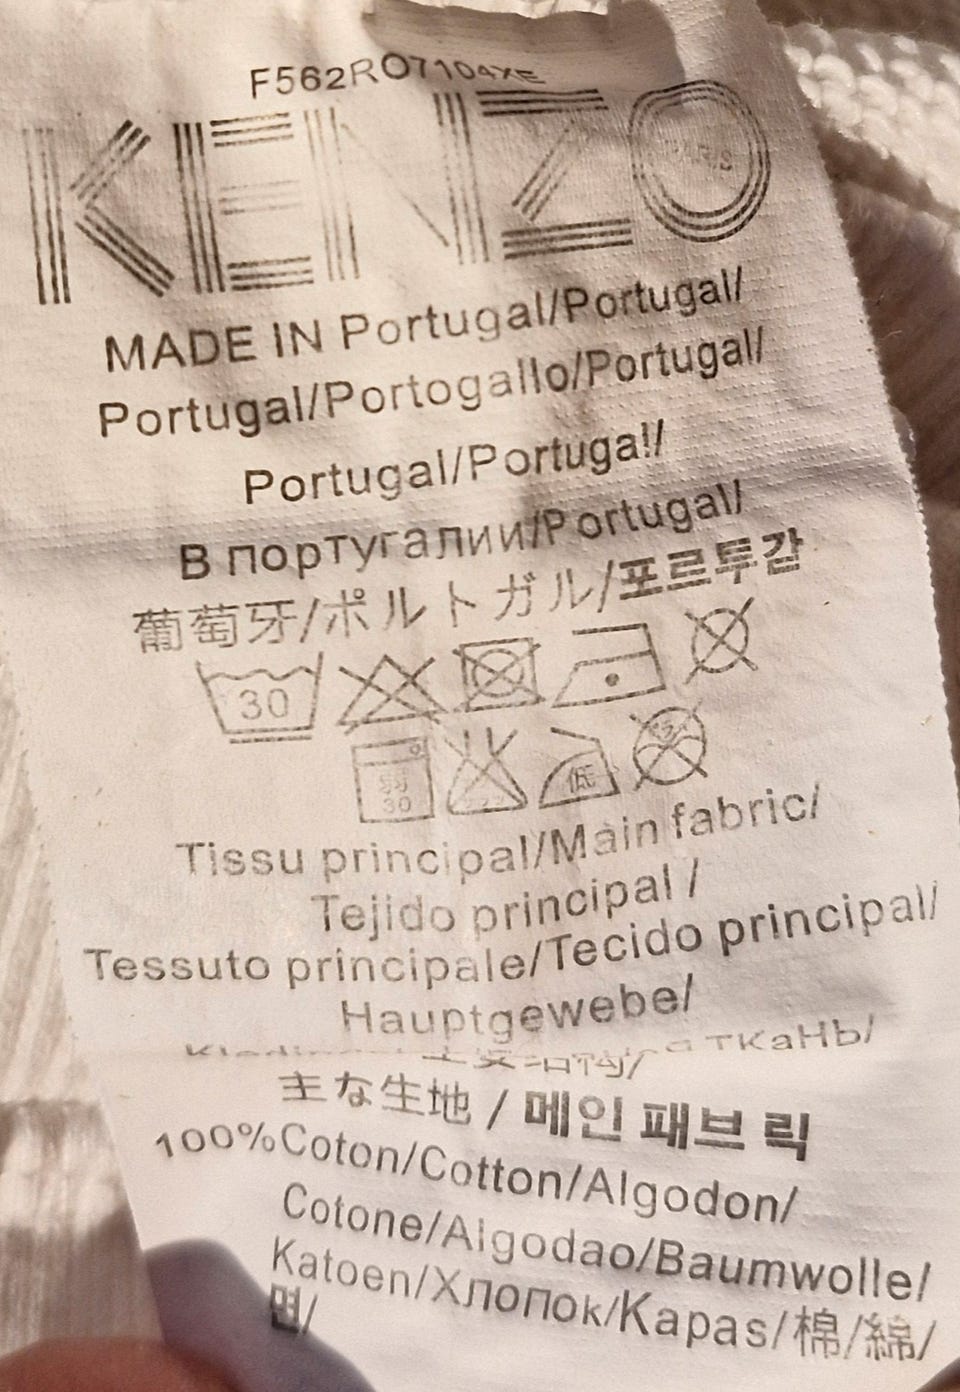 F562RO7104XE
KENZO
PARIS
MADE IN Portugal/Portugal/
Portugal/Portogallo/Portugal/
Portugal/Portugal/
В португалии/Portugal/
葡萄牙/ポルトガル/포르투갈
30
弱
30
低
Tissu principal/Main fabric/
Tejido principal /
Tessuto principale/Tecido principal/
Hauptgewebe/
ткань/
主な生地 / 메인 패브릭
100%Coton/Cotton/Algodon/
Cotone/Algodao/Baumwolle/
Katoen/Хлопок/Kapas/棉/綿/
면/